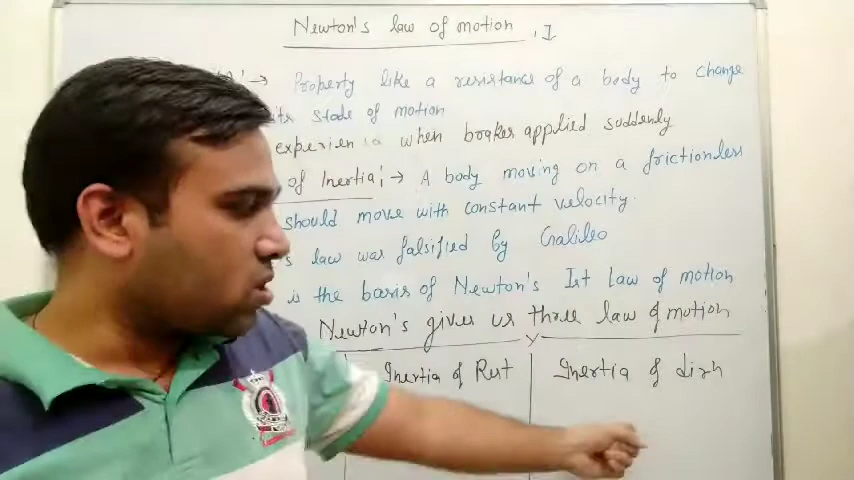 Newton's law of motion, I
→ Property like a resistance of a body to change
its state of motion
experien when brakes applied suddenly
of Inertia:→ A body moving on a frictionless
should move with constant velocity.
s law was falsified by Galileo
is the basis of Newton's Ist Law of motion
Newton's gives us three law of motion
Inertia of Rest
Inertia of dirn